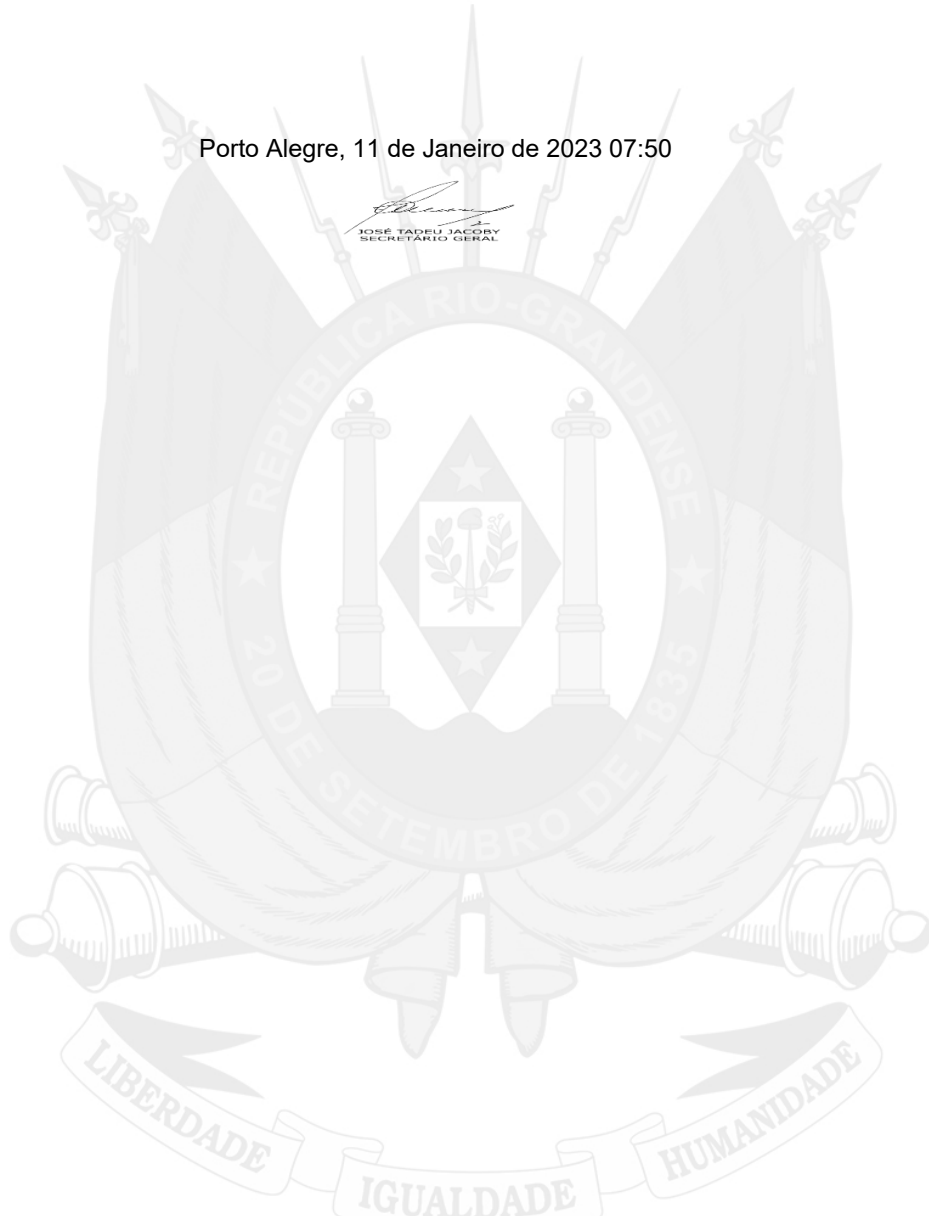 Porto Alegre, 11 de Janeiro de 2023 07:50
JOSÉ TADEU JACOBY
SECRETÁRIO GERAL
REPÚBLICA RIO-GRANDENSE
20 DE SETEMBRO DE 1835
LIBERDADE
IGUALDADE
HUMANIDADE